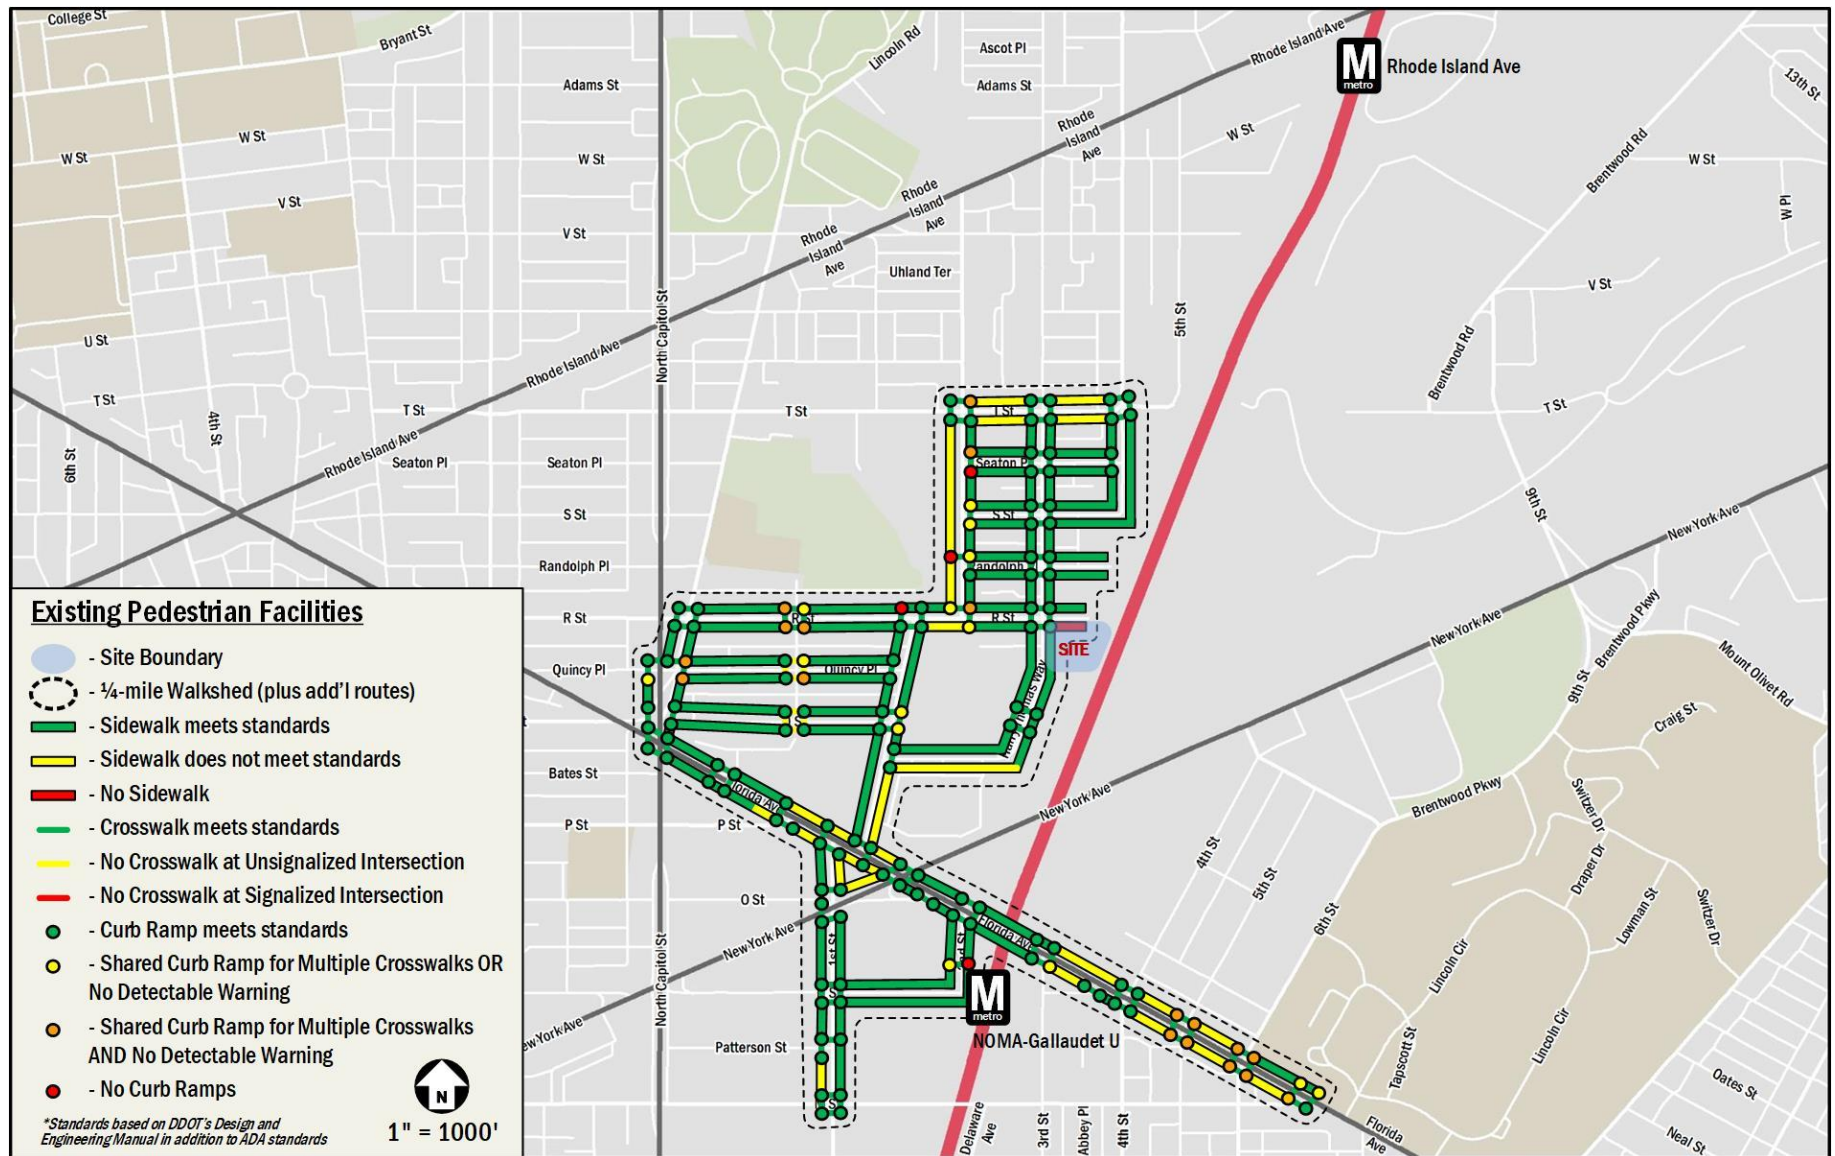 College St
Bryant St
Lincoln Rd
Ascot Pl
Rhode Island Ave
M
metro
Rhode Island Ave
13th St
Adams St
Adams St
W St
W St
W St
Rhode
Island
Ave
W St
Brentwood Rd
W St
V St
V St
Rhode
Island
Ave
Rhode
Island
Ave
W Pl
Uhland Ter
V St
U St
North Capitol St
5th St
Rhode Island Ave
Brentwood Rd
T St
4th St
T St
T St
T St
T St
6th St
Rhode Island Ave
Seaton Pl
Seaton Pl
Seaton P
S St
S St
9th St
New York Ave
Randolph Pl
andolph
R St
R St
R St
New York Ave
Brentwood Pkwy
Quincy Pl
Quincy Pl
SITE
9th St
Mount Olivet Rd
Craig St
S
Bates St
Florida Ave
New York Ave
Brentwood Pkwy
Switzer Dr
P St
P St
4th St
5th St
Draper Dr
O St
6th St
Lowman St
Switzer Dr
New York Ave
1st St
Florida Ave
North Capitol St
Lincoln Cir
S
M
metro
NOMA-Gallaudet U
ew York Ave
Patterson St
Lincoln Cir
Tapscott St
Oates St
S
Delaware
Ave
3rd St
Abbey Pl
4th St
Florida
Ave
Neal St
Existing Pedestrian Facilities
- Site Boundary
- ¼-mile Walkshed (plus add'l routes)
- Sidewalk meets standards
- Sidewalk does not meet standards
- No Sidewalk
- Crosswalk meets standards
- No Crosswalk at Unsignalized Intersection
- No Crosswalk at Signalized Intersection
- Curb Ramp meets standards
- Shared Curb Ramp for Multiple Crosswalks OR
No Detectable Warning
- Shared Curb Ramp for Multiple Crosswalks
AND No Detectable Warning
- No Curb Ramps
*Standards based on DDOT's Design and
Engineering Manual in addition to ADA standards
N
1" = 1000'